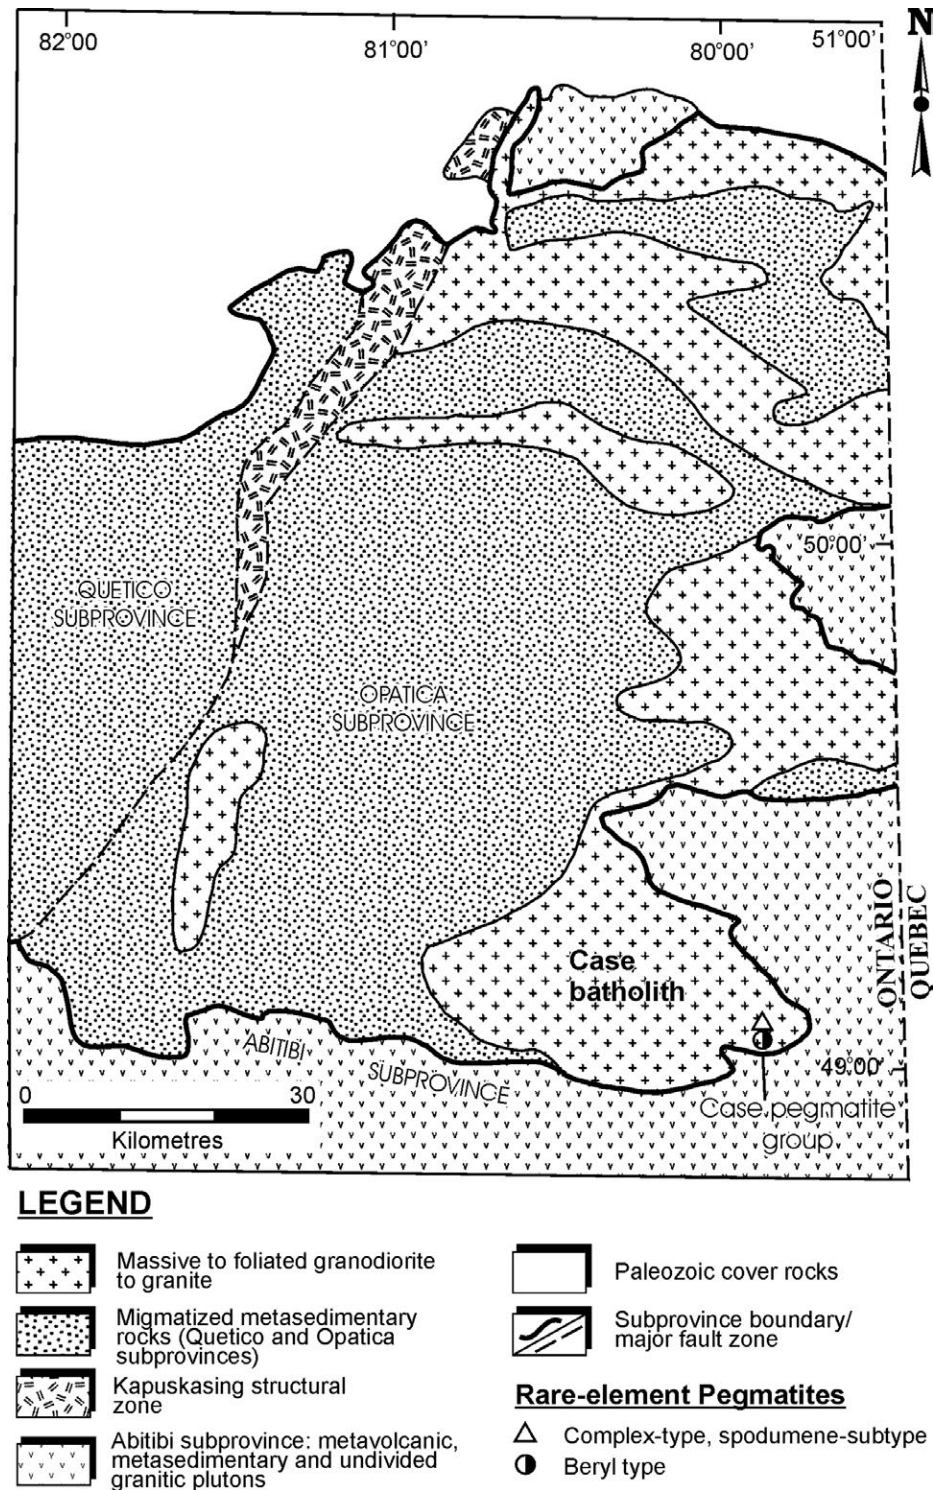 82°00
81°00'
80°00'
51°00'
N
50°00'
QUETICO
SUBPROVINCE
OPATICA
SUBPROVINCE
ONTARIO
QUEBEC
Case
batholith
ABITIBI
SUBPROVINCE
49°00'
0 30
Kilometres
Case pegmatite
group
LEGEND
Massive to foliated granodiorite
to granite
Migmatized metasedimentary
rocks (Quetico and Opatica
subprovinces)
Kapuskasing structural
zone
Abitibi subprovince: metavolcanic,
metasedimentary and undivided
granitic plutons
Paleozoic cover rocks
Subprovince boundary/
major fault zone
Rare-element Pegmatites
Complex-type, spodumene-subtype
Beryl type